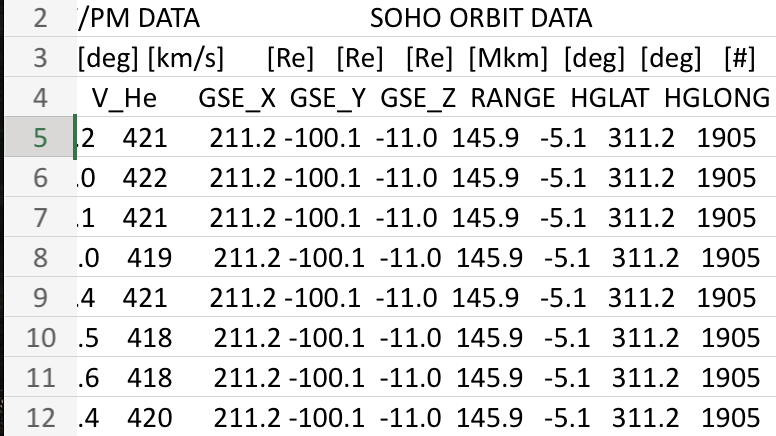 2 /PM DATA SOHO ORBIT DATA
3 [deg] [km/s] [Re] [Re] [Re] [Mkm] [deg] [deg] [#]
4 V_He GSE_X GSE_Y GSE_Z RANGE HGLAT HGLONG
5 .2 421 211.2 -100.1 -11.0 145.9 -5.1 311.2 1905
6 .0 422 211.2 -100.1 -11.0 145.9 -5.1 311.2 1905
7 .1 421 211.2 -100.1 -11.0 145.9 -5.1 311.2 1905
8 .0 419 211.2 -100.1 -11.0 145.9 -5.1 311.2 1905
9 .4 421 211.2 -100.1 -11.0 145.9 -5.1 311.2 1905
10 .5 418 211.2 -100.1 -11.0 145.9 -5.1 311.2 1905
11 .6 418 211.2 -100.1 -11.0 145.9 -5.1 311.2 1905
12 .4 420 211.2 -100.1 -11.0 145.9 -5.1 311.2 1905